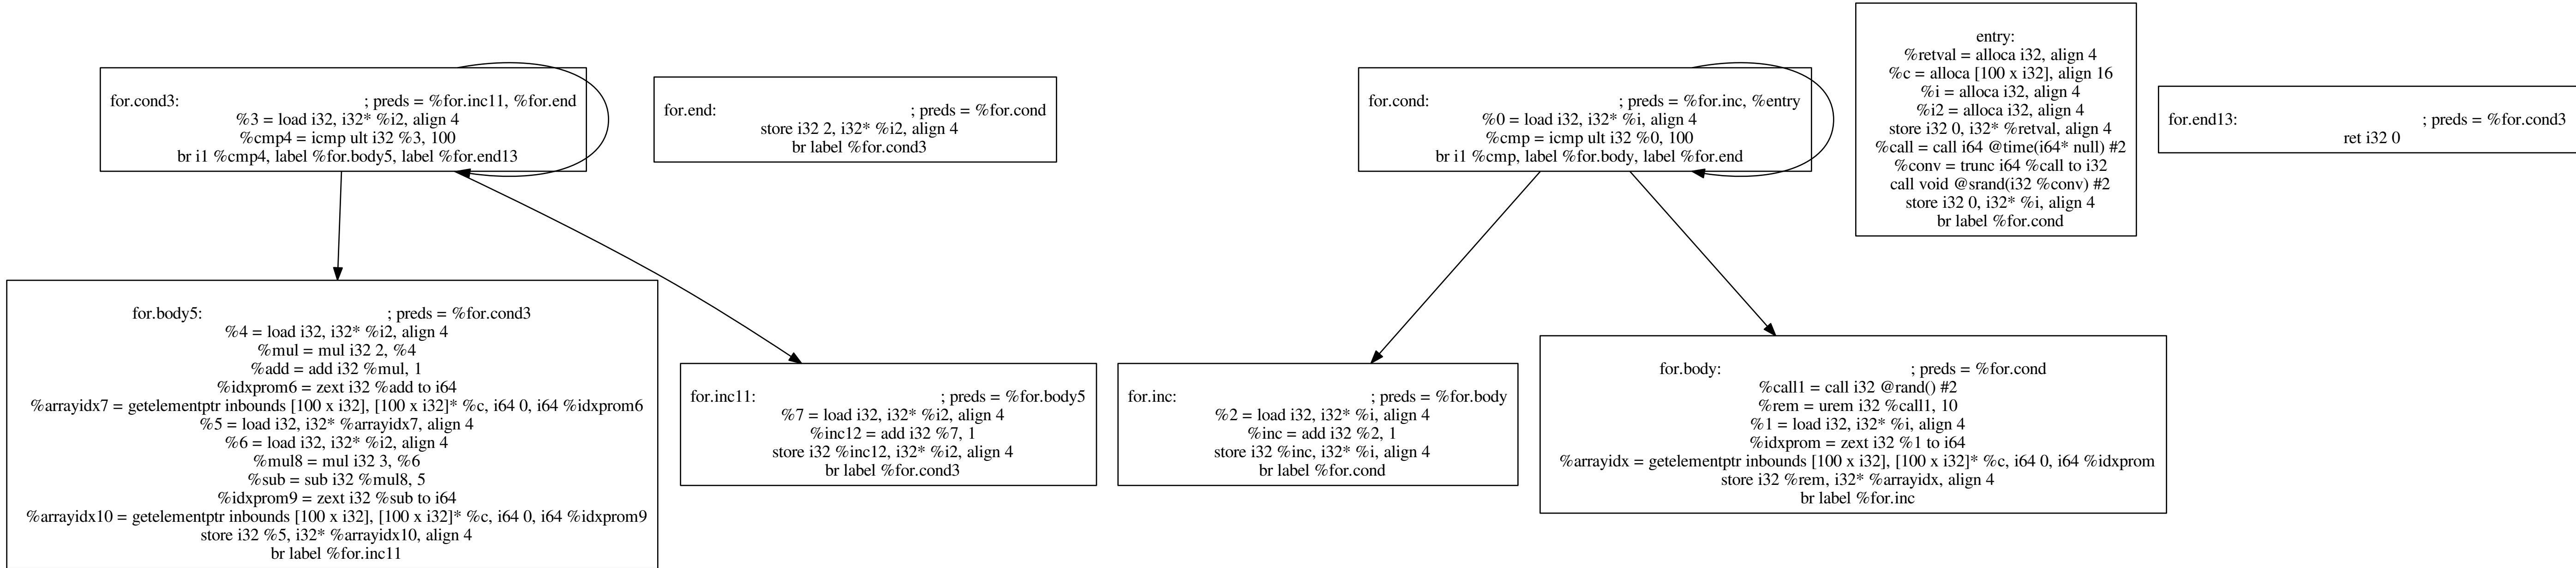 for.cond3: ; preds = %for.inc11, %for.end
%3 = load i32, i32* %i2, align 4
%cmp4 = icmp ult i32 %3, 100
br i1 %cmp4, label %for.body5, label %for.end13
for.end: ; preds = %for.cond
store i32 2, i32* %i2, align 4
br label %for.cond3
for.cond: ; preds = %for.inc, %entry
%0 = load i32, i32* %i, align 4
%cmp = icmp ult i32 %0, 100
br i1 %cmp, label %for.body, label %for.end
entry:
%retval = alloca i32, align 4
%c = alloca [100 x i32], align 16
%i = alloca i32, align 4
%i2 = alloca i32, align 4
store i32 0, i32* %retval, align 4
%call = call i64 @time(i64* null) #2
%conv = trunc i64 %call to i32
call void @srand(i32 %conv) #2
store i32 0, i32* %i, align 4
br label %for.cond
for.end13: ; preds = %for.cond3
ret i32 0
for.body5: ; preds = %for.cond3
%4 = load i32, i32* %i2, align 4
%mul = mul i32 2, %4
%add = add i32 %mul, 1
%idxprom6 = zext i32 %add to i64
%arrayidx7 = getelementptr inbounds [100 x i32], [100 x i32]* %c, i64 0, i64 %idxprom6
%5 = load i32, i32* %arrayidx7, align 4
%6 = load i32, i32* %i2, align 4
%mul8 = mul i32 3, %6
%sub = sub i32 %mul8, 5
%idxprom9 = zext i32 %sub to i64
%arrayidx10 = getelementptr inbounds [100 x i32], [100 x i32]* %c, i64 0, i64 %idxprom9
store i32 %5, i32* %arrayidx10, align 4
br label %for.inc11
for.inc11: ; preds = %for.body5
%7 = load i32, i32* %i2, align 4
%inc12 = add i32 %7, 1
store i32 %inc12, i32* %i2, align 4
br label %for.cond3
for.inc: ; preds = %for.body
%2 = load i32, i32* %i, align 4
%inc = add i32 %2, 1
store i32 %inc, i32* %i, align 4
br label %for.cond
for.body: ; preds = %for.cond
%call1 = call i32 @rand() #2
%rem = urem i32 %call1, 10
%1 = load i32, i32* %i, align 4
%idxprom = zext i32 %1 to i64
%arrayidx = getelementptr inbounds [100 x i32], [100 x i32]* %c, i64 0, i64 %idxprom
store i32 %rem, i32* %arrayidx, align 4
br label %for.inc